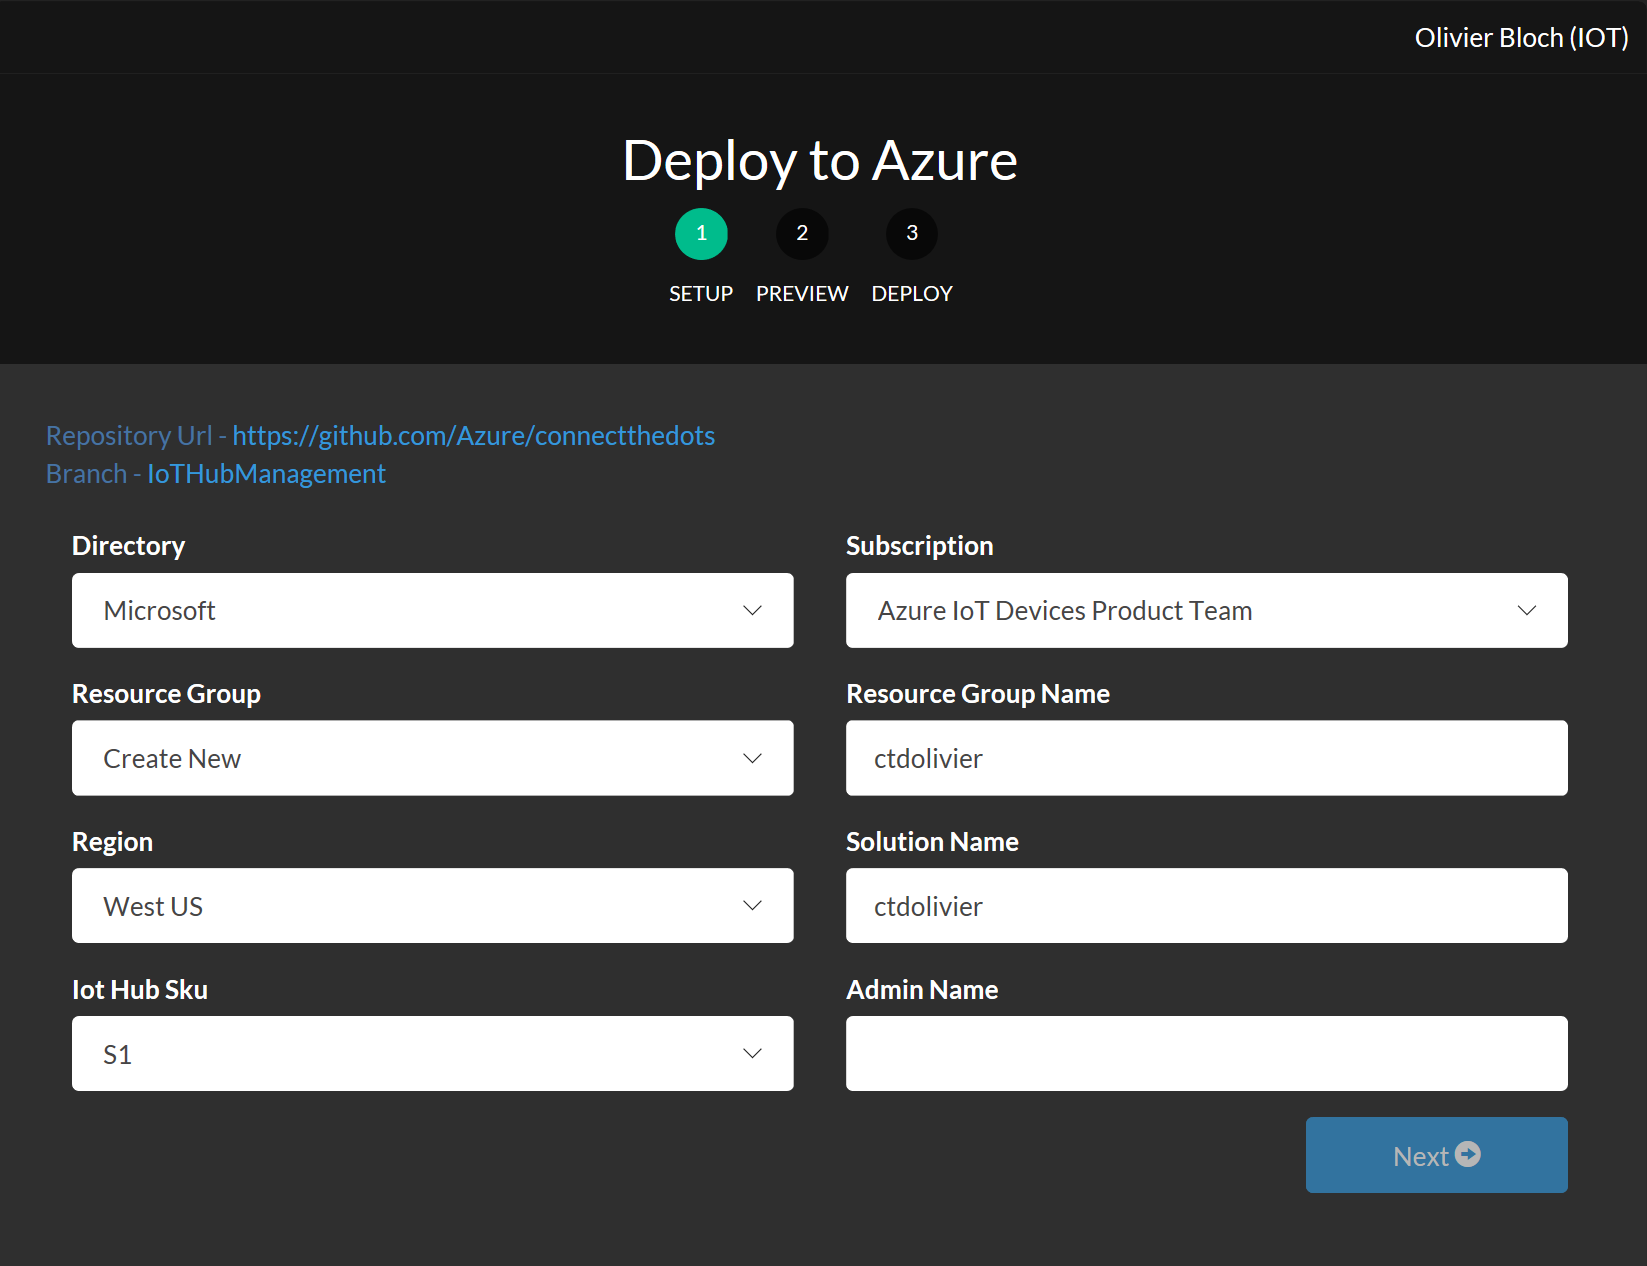 Olivier Bloch (IOT)
Deploy to Azure
1 2 3
SETUP PREVIEW DEPLOY
Repository Url - https://github.com/Azure/connectthedots
Branch - IoTHubManagement
Directory Subscription
Microsoft Azure IoT Devices Product Team
Resource Group Resource Group Name
Create New ctdolivier
Region Solution Name
West US ctdolivier
Iot Hub Sku Admin Name
S1
Next